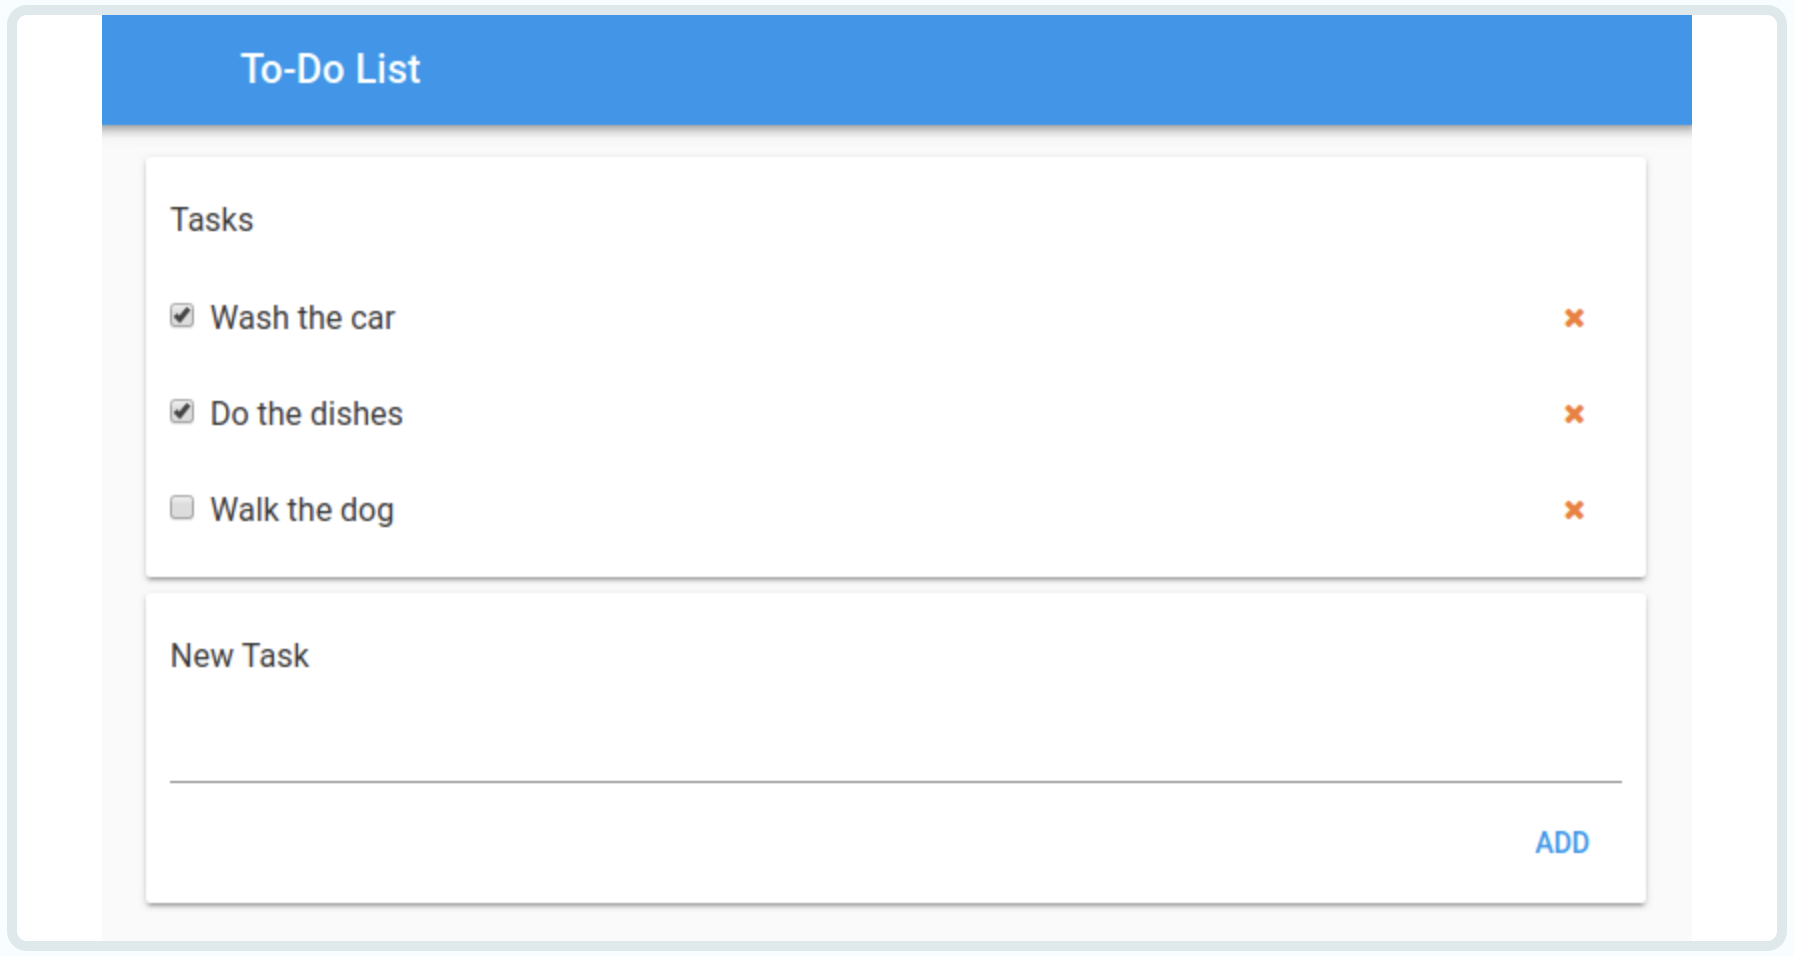 To-Do List
Tasks
Wash the car
Do the dishes
Walk the dog
New Task
ADD